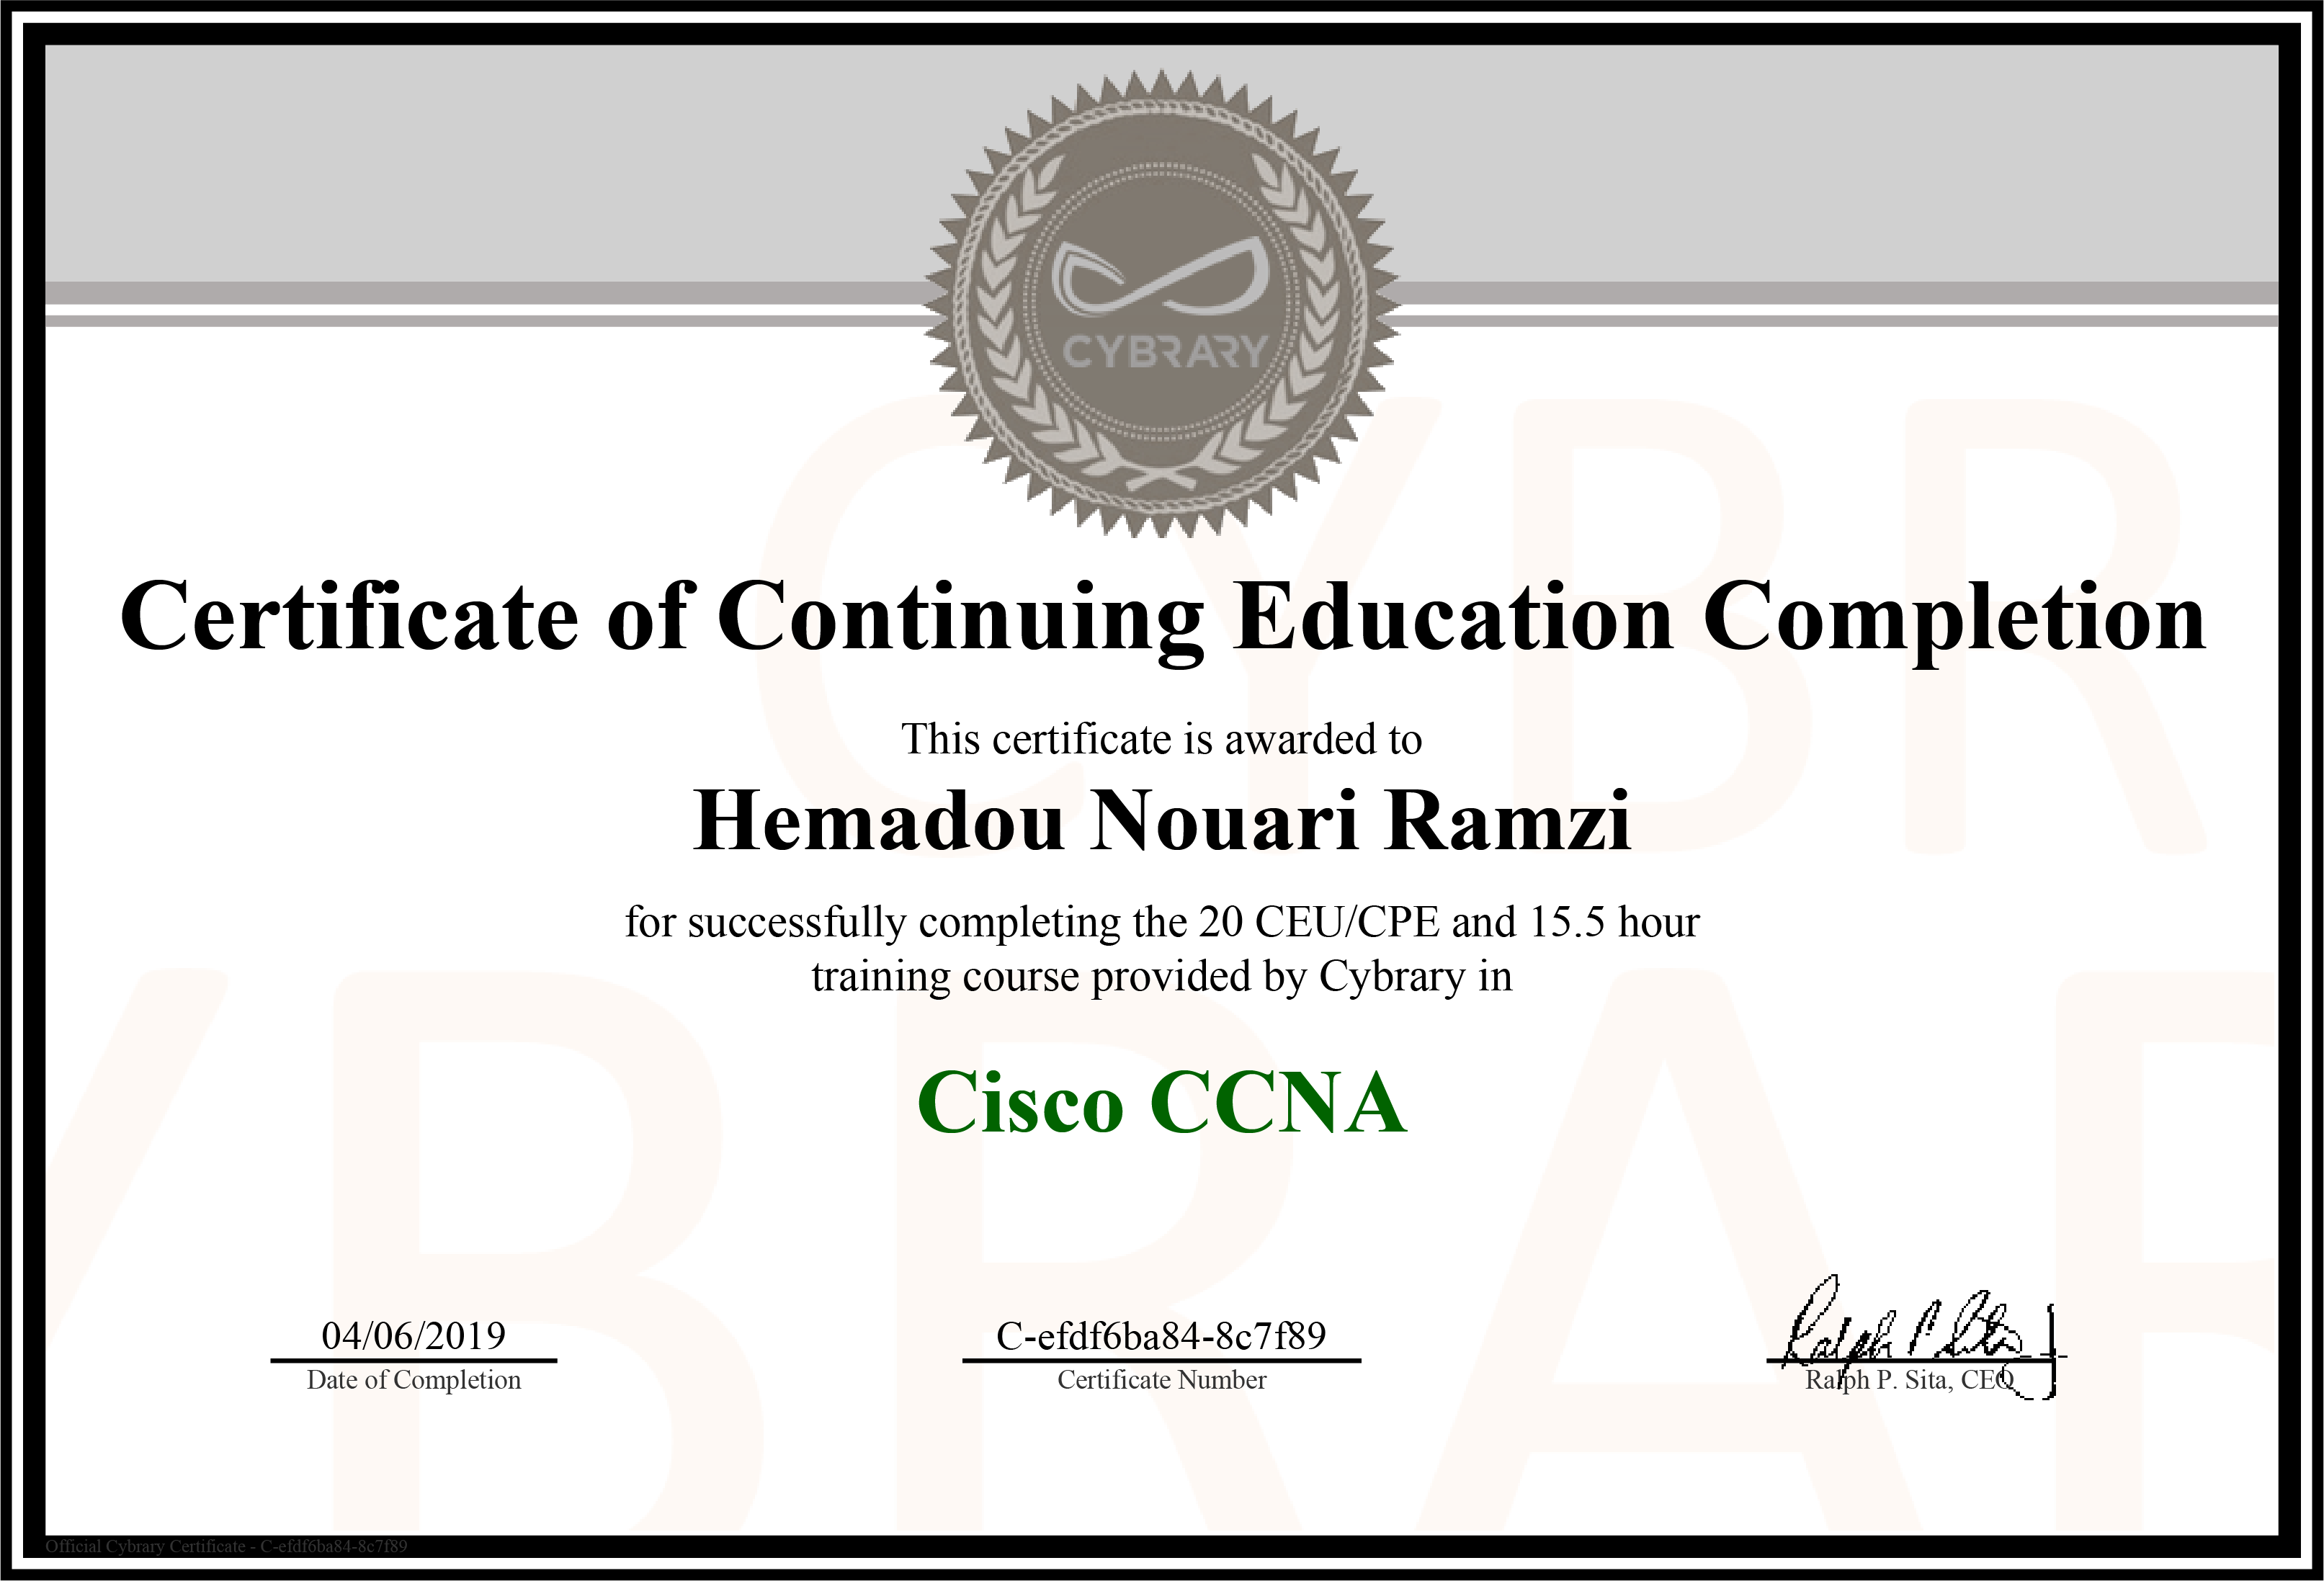 CYBRARY
Certificate of Continuing Education Completion
This certificate is awarded to
Hemadou Nouari Ramzi
for successfully completing the 20 CEU/CPE and 15.5 hour
training course provided by Cybrary in
Cisco CCNA
04/06/2019
Date of Completion
C-efdf6ba84-8c7f89
Certificate Number
Ralph P. Sita, CEO
Official Cybrary Certificate - C-efdf6ba84-8c7f89